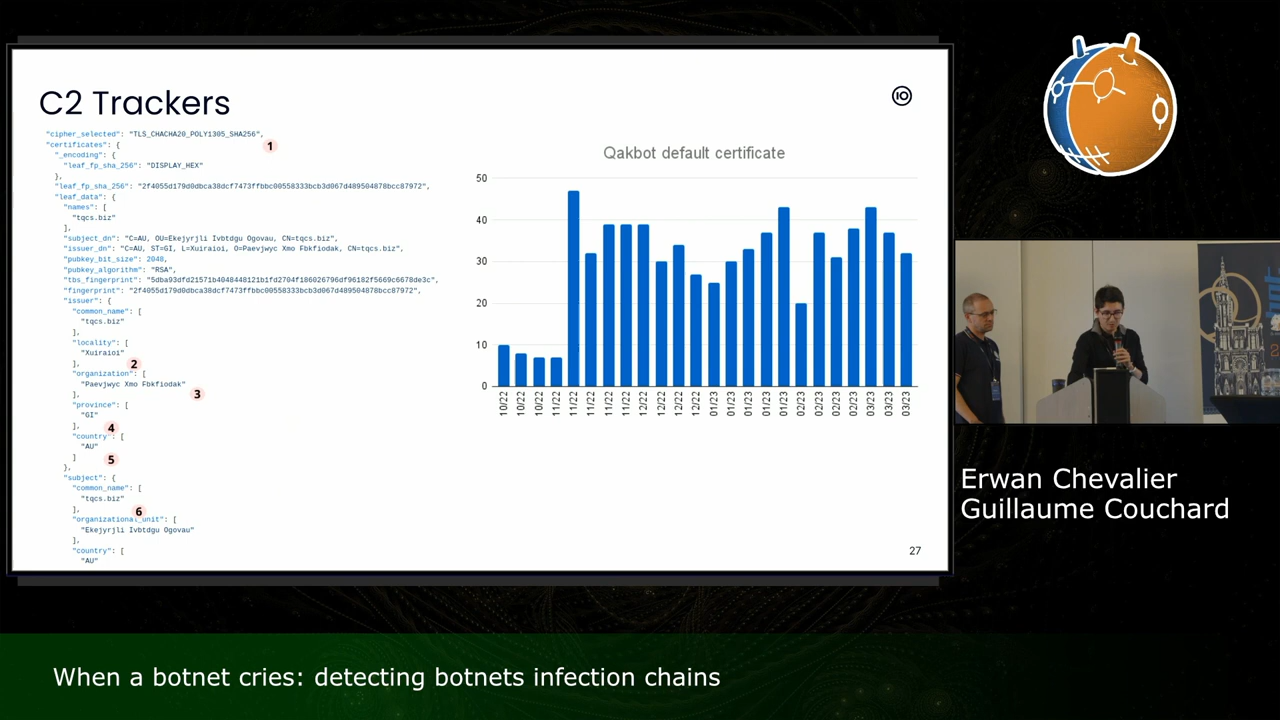 C2 Trackers
"cipher_selected": "TLS_CHACHA20_POLY1305_SHA256",
1
"certificates": {
"_encoding": {
"leaf_fp_sha_256": "DISPLAY_HEX"
},
"leaf_fp_sha_256": "2f4055d179d0dbca38dcf7473ffbbc00558333bcb3d067d489504878bcc87972",
"leaf_data": {
"names": [
"tqcs.biz"
],
"subject_dn": "C=AU, OU=Ekejyrjli Ivbtdgu Ogovau, CN=tqcs.biz",
"issuer_dn": "C=AU, ST=GI, L=Xuiraioi, O=Paevjwyc Xmo Fbkfiodak, CN=tqcs.biz",
"pubkey_bit_size": 2048,
"pubkey_algorithm": "RSA",
"tbs_fingerprint": "5dba93dfd21571b4048448121b1fd2704f186026796df96182f5669c6678de3c",
"fingerprint": "2f4055d179d0dbca38dcf7473ffbbc00558333bcb3d067d489504878bcc87972",
"issuer": {
"common_name": [
"tqcs.biz"
],
"locality": [
"Xuiraioi"
],
2
"organization": [
"Paevjwyc Xmo Fbkfiodak"
],
3
"province": [
"GI"
],
4
"country": [
"AU"
]
5
},
"subject": {
"common_name": [
"tqcs.biz"
],
6
"organizational_unit": [
"Ekejyrjli Ivbtdgu Ogovau"
],
"country": [
"AU"
Qakbot default certificate
50
40
30
20
10
0
10/22 10/22 10/22 11/22 11/22 11/22 11/22 11/22 12/22 12/22 12/22 12/22 01/23 01/23 01/23 01/23 01/23 02/23 02/23 02/23 02/23 03/23 03/23 03/23
27
Erwan Chevalier
Guillaume Couchard
When a botnet cries: detecting botnets infection chains